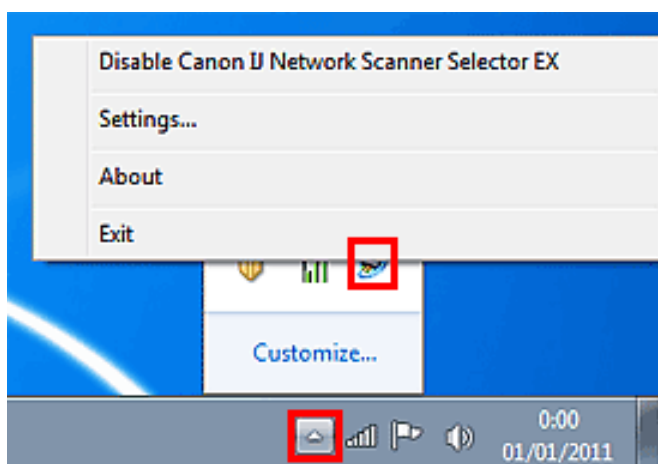 Disable Canon IJ Network Scanner Selector EX
Settings...
About
Exit
Customize...
0:00
01/01/2011